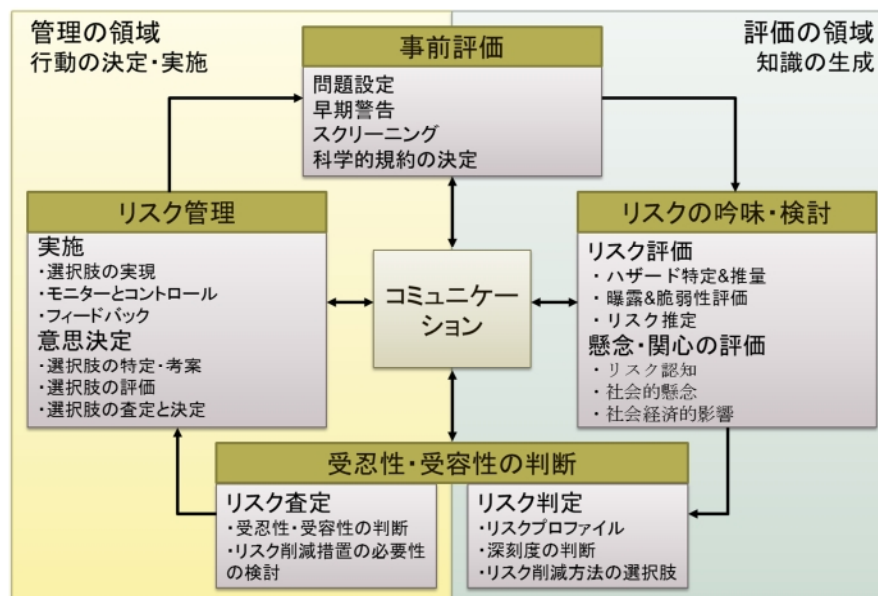 管理の領域
行動の決定・実施
評価の領域
知識の生成
事前評価
問題設定
早期警告
スクリーニング
科学的規約の決定
リスク管理
実施
・選択肢の実現
・モニターとコントロール
・フィードバック
意思決定
・選択肢の特定・考案
・選択肢の評価
・選択肢の査定と決定
コミュニケー
ション
リスクの吟味・検討
リスク評価
・ハザード特定&推量
・曝露&脆弱性評価
・リスク推定
懸念・関心の評価
・リスク認知
・社会的懸念
・社会経済的影響
受忍性・受容性の判断
リスク査定
・受忍性・受容性の判断
・リスク削減措置の必要性
の検討
リスク判定
・リスクプロファイル
・深刻度の判断
・リスク削減方法の選択肢